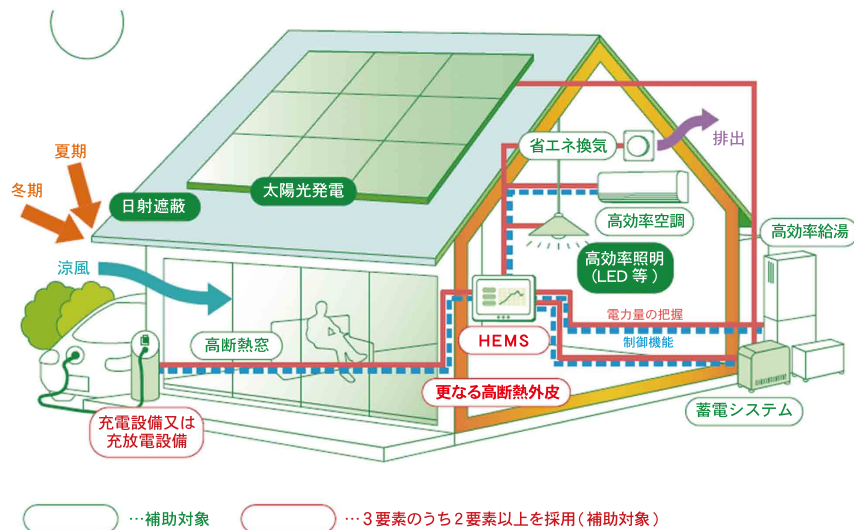 夏期
冬期
日射遮蔽
太陽光発電
省エネ換気
排出
高効率空調
高効率給湯
涼風
高効率照明
(LED 等 )
高断熱窓
HEMS
電力量の把握
制御機能
更なる高断熱外皮
蓄電システム
充電設備又は
充放電設備
…補助対象
…3要素のうち2要素以上を採用(補助対象)